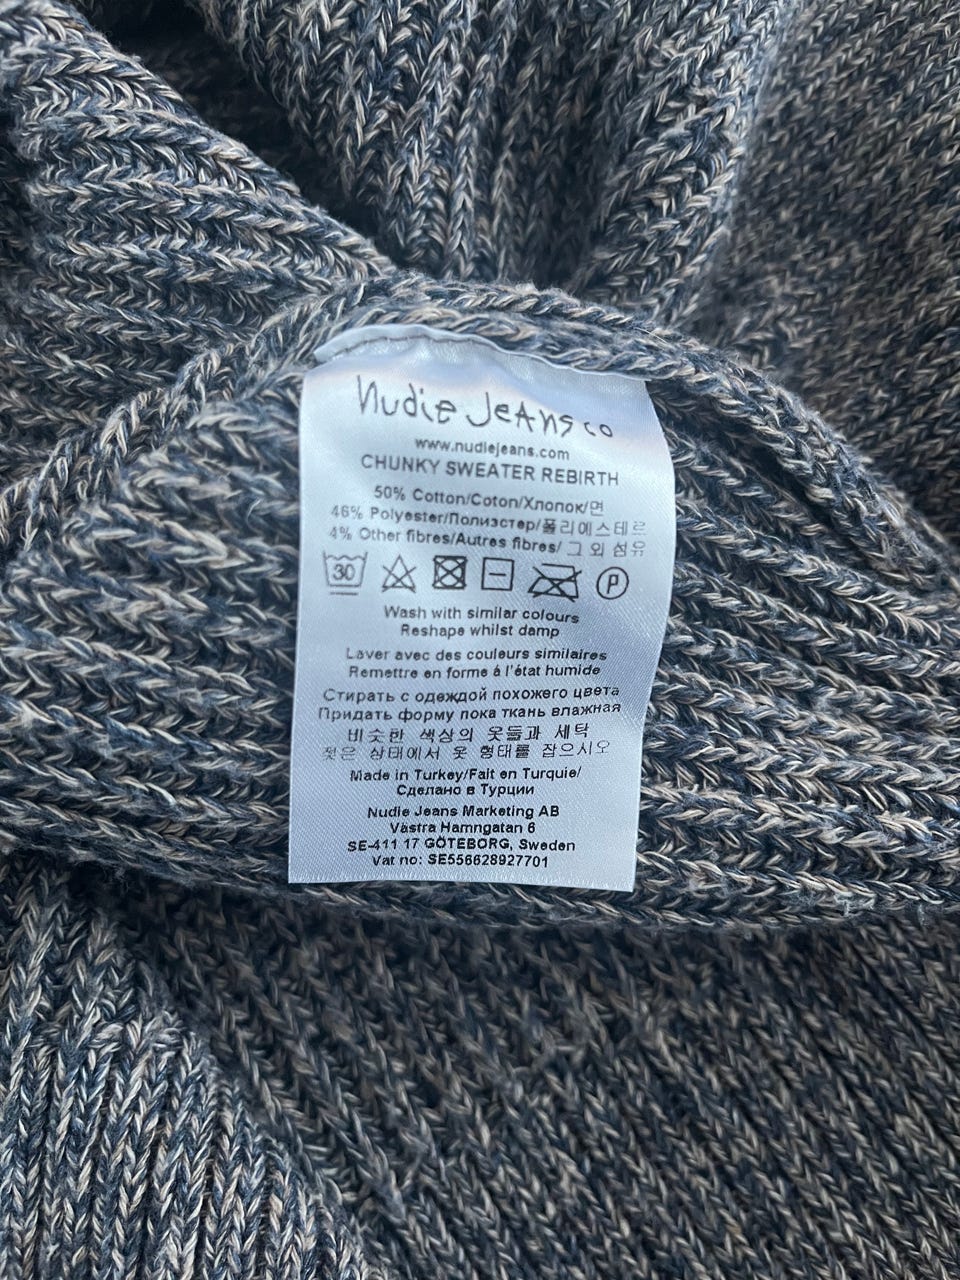 Nudie Jeans co
www.nudiejeans.com
CHUNKY SWEATER REBIRTH
50% Cotton/Coton/Хлопок/면
46% Polyester/Полиэстер/폴리에스테르
4% Other fibres/Autres fibres/ 그 외 섬유
30 P
Wash with similar colours
Reshape whilst damp
Laver avec des couleurs similaires
Remettre en forme á l'état humide
Стирать с одеждой похожего цвета
Придать форму пока ткань влажная
비슷한 색상의 옷들과 세탁
젖은 상태에서 옷 형태를 잡으시오
Made in Turkey/Fait en Turquie/
Сделано в Турции
Nudie Jeans Marketing AB
Västra Hamngatan 6
SE-411 17 GÖTEBORG, Sweden
Vat no: SE556628927701